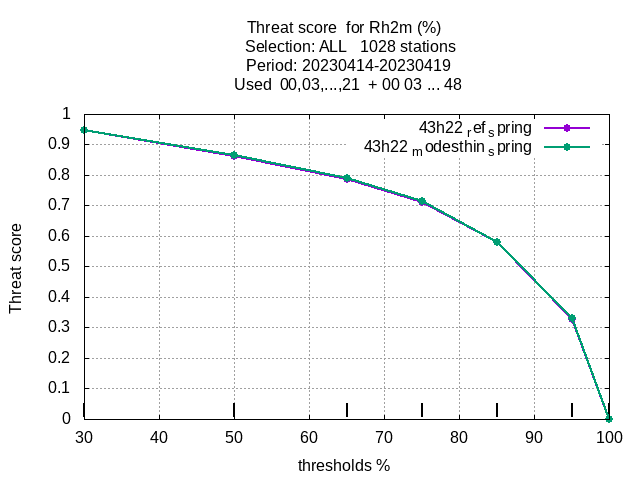 Threat score  for Rh2m (%)
Selection: ALL   1028 stations
Period: 20230414-20230419
Used  00,03,...,21  + 00 03 ... 48
43h22 ref spring
43h22 modesthin spring
1
0.9
0.8
0.7
0.6
0.5
0.4
0.3
0.2
0.1
0
Threat score
30 40 50 60 70 80 90 100
thresholds %